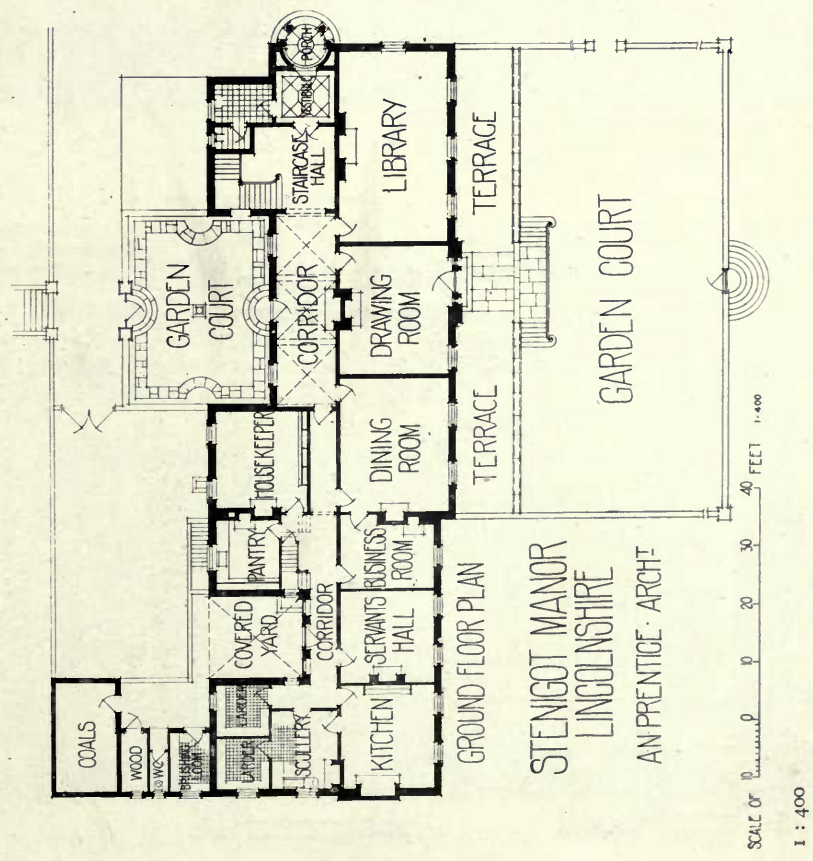 COALS
WOOD
WC
BRUSHING
ROOM
LARDER
LARDER
SCULLERY
KITCHEN
COVERED
YARD
CORRIDOR
SERVANTS
HALL
PANTRY
BUSINESS
ROOM
HOUSEKEEPER
DINING
ROOM
GARDEN
COURT
CORRIDOR
DRAWING
ROOM
STAIRCASE
HALL
VESTIBULE
PORCH
LIBRARY
TERRACE
TERRACE
GARDEN COURT
GROUND FLOOR PLAN
STENIGOT MANOR
LINCOLNSHIRE
AN PRENTICE · ARCHT
SCALE OF 10 0 10 20 30 40 FEET 1·400
1 : 400